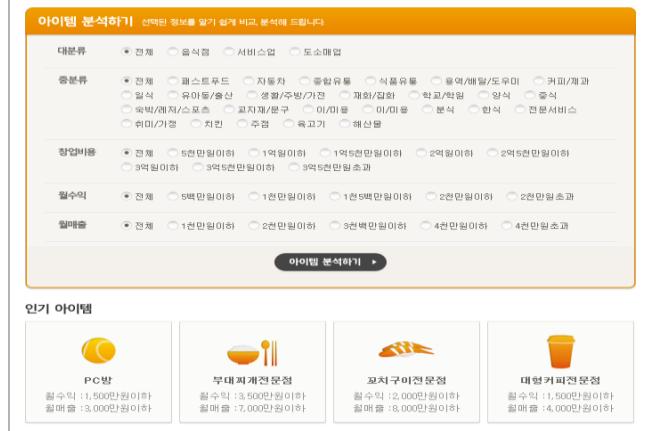 아이템 분석하기 선택된 정보를 알기 쉽게 비교, 분석해 드립니다.
대분류 전체 음식점 서비스업 도소매업
중분류 전체 패스트푸드 자동차 종합유통 식품유통 용역/배달/도우미 커피/제과
일식 유아동/출산 생활/주방/가전 재화/잡화 학교/학원 양식 중식
숙박/레저/스포츠 교자재/문구 이/미용 이/미용 분식 한식 전문서비스
취미/가정 치킨 주점 육고기 해산물
창업비용 전체 5천만원이하 1억원이하 1억5천만원이하 2억원이하 2억5천만원이하
3억원이하 3억5천만원이하 3억5천만원초과
월수익 전체 5백만원이하 1천만원이하 1천5백만원이하 2천만원이하 2천만원초과
월매출 전체 1천만원이하 2천만원이하 3천백만원이하 4천만원이하 4천만원초과
아이템 분석하기
인기 아이템
PC방 부대찌개전문점 꼬치구이전문점 대형커피전문점
월수익 :1,500만원이하 월수익 :3,500만원이하 월수익 :2,000만원이하 월수익 :1,500만원이하
월매출 :3,000만원이하 월매출 :7,000만원이하 월매출 :8,000만원이하 월매출 :4,000만원이하